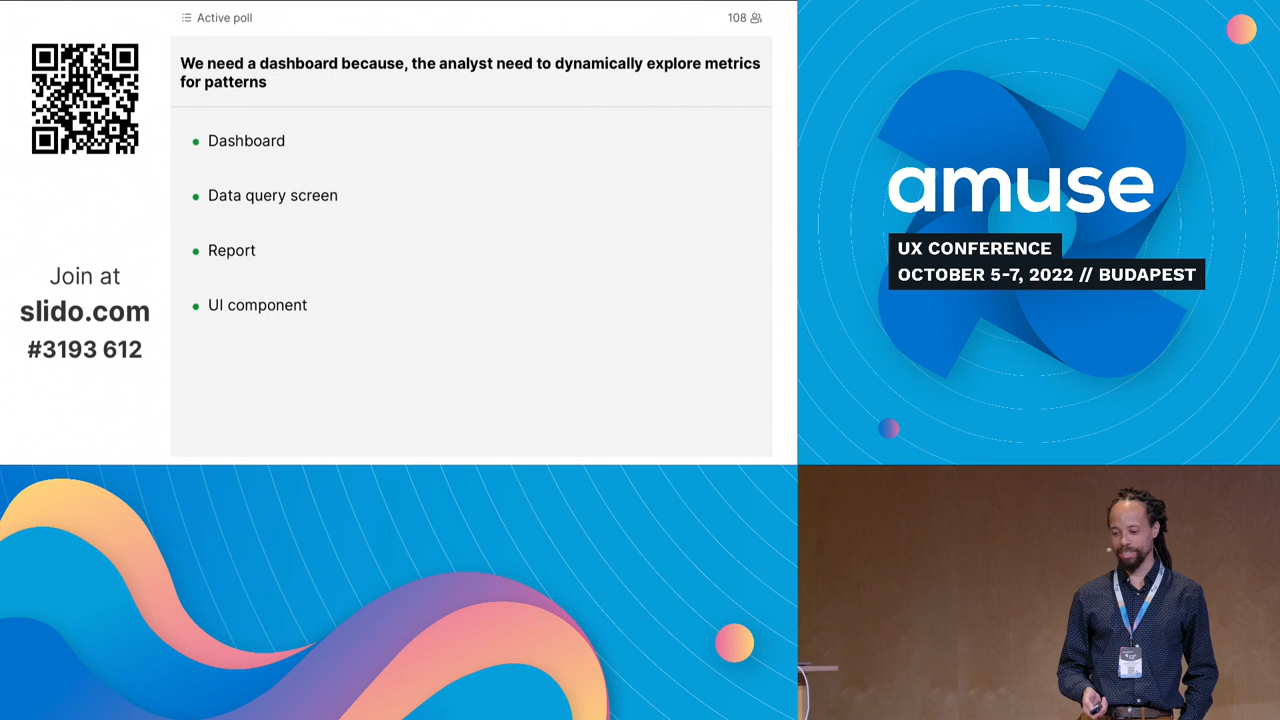 Active poll
108
We need a dashboard because, the analyst need to dynamically explore metrics
for patterns
Dashboard
Data query screen
Report
UI component
Join at
slido.com
#3193 612
amuse
UX CONFERENCE
OCTOBER 5-7, 2022 // BUDAPEST